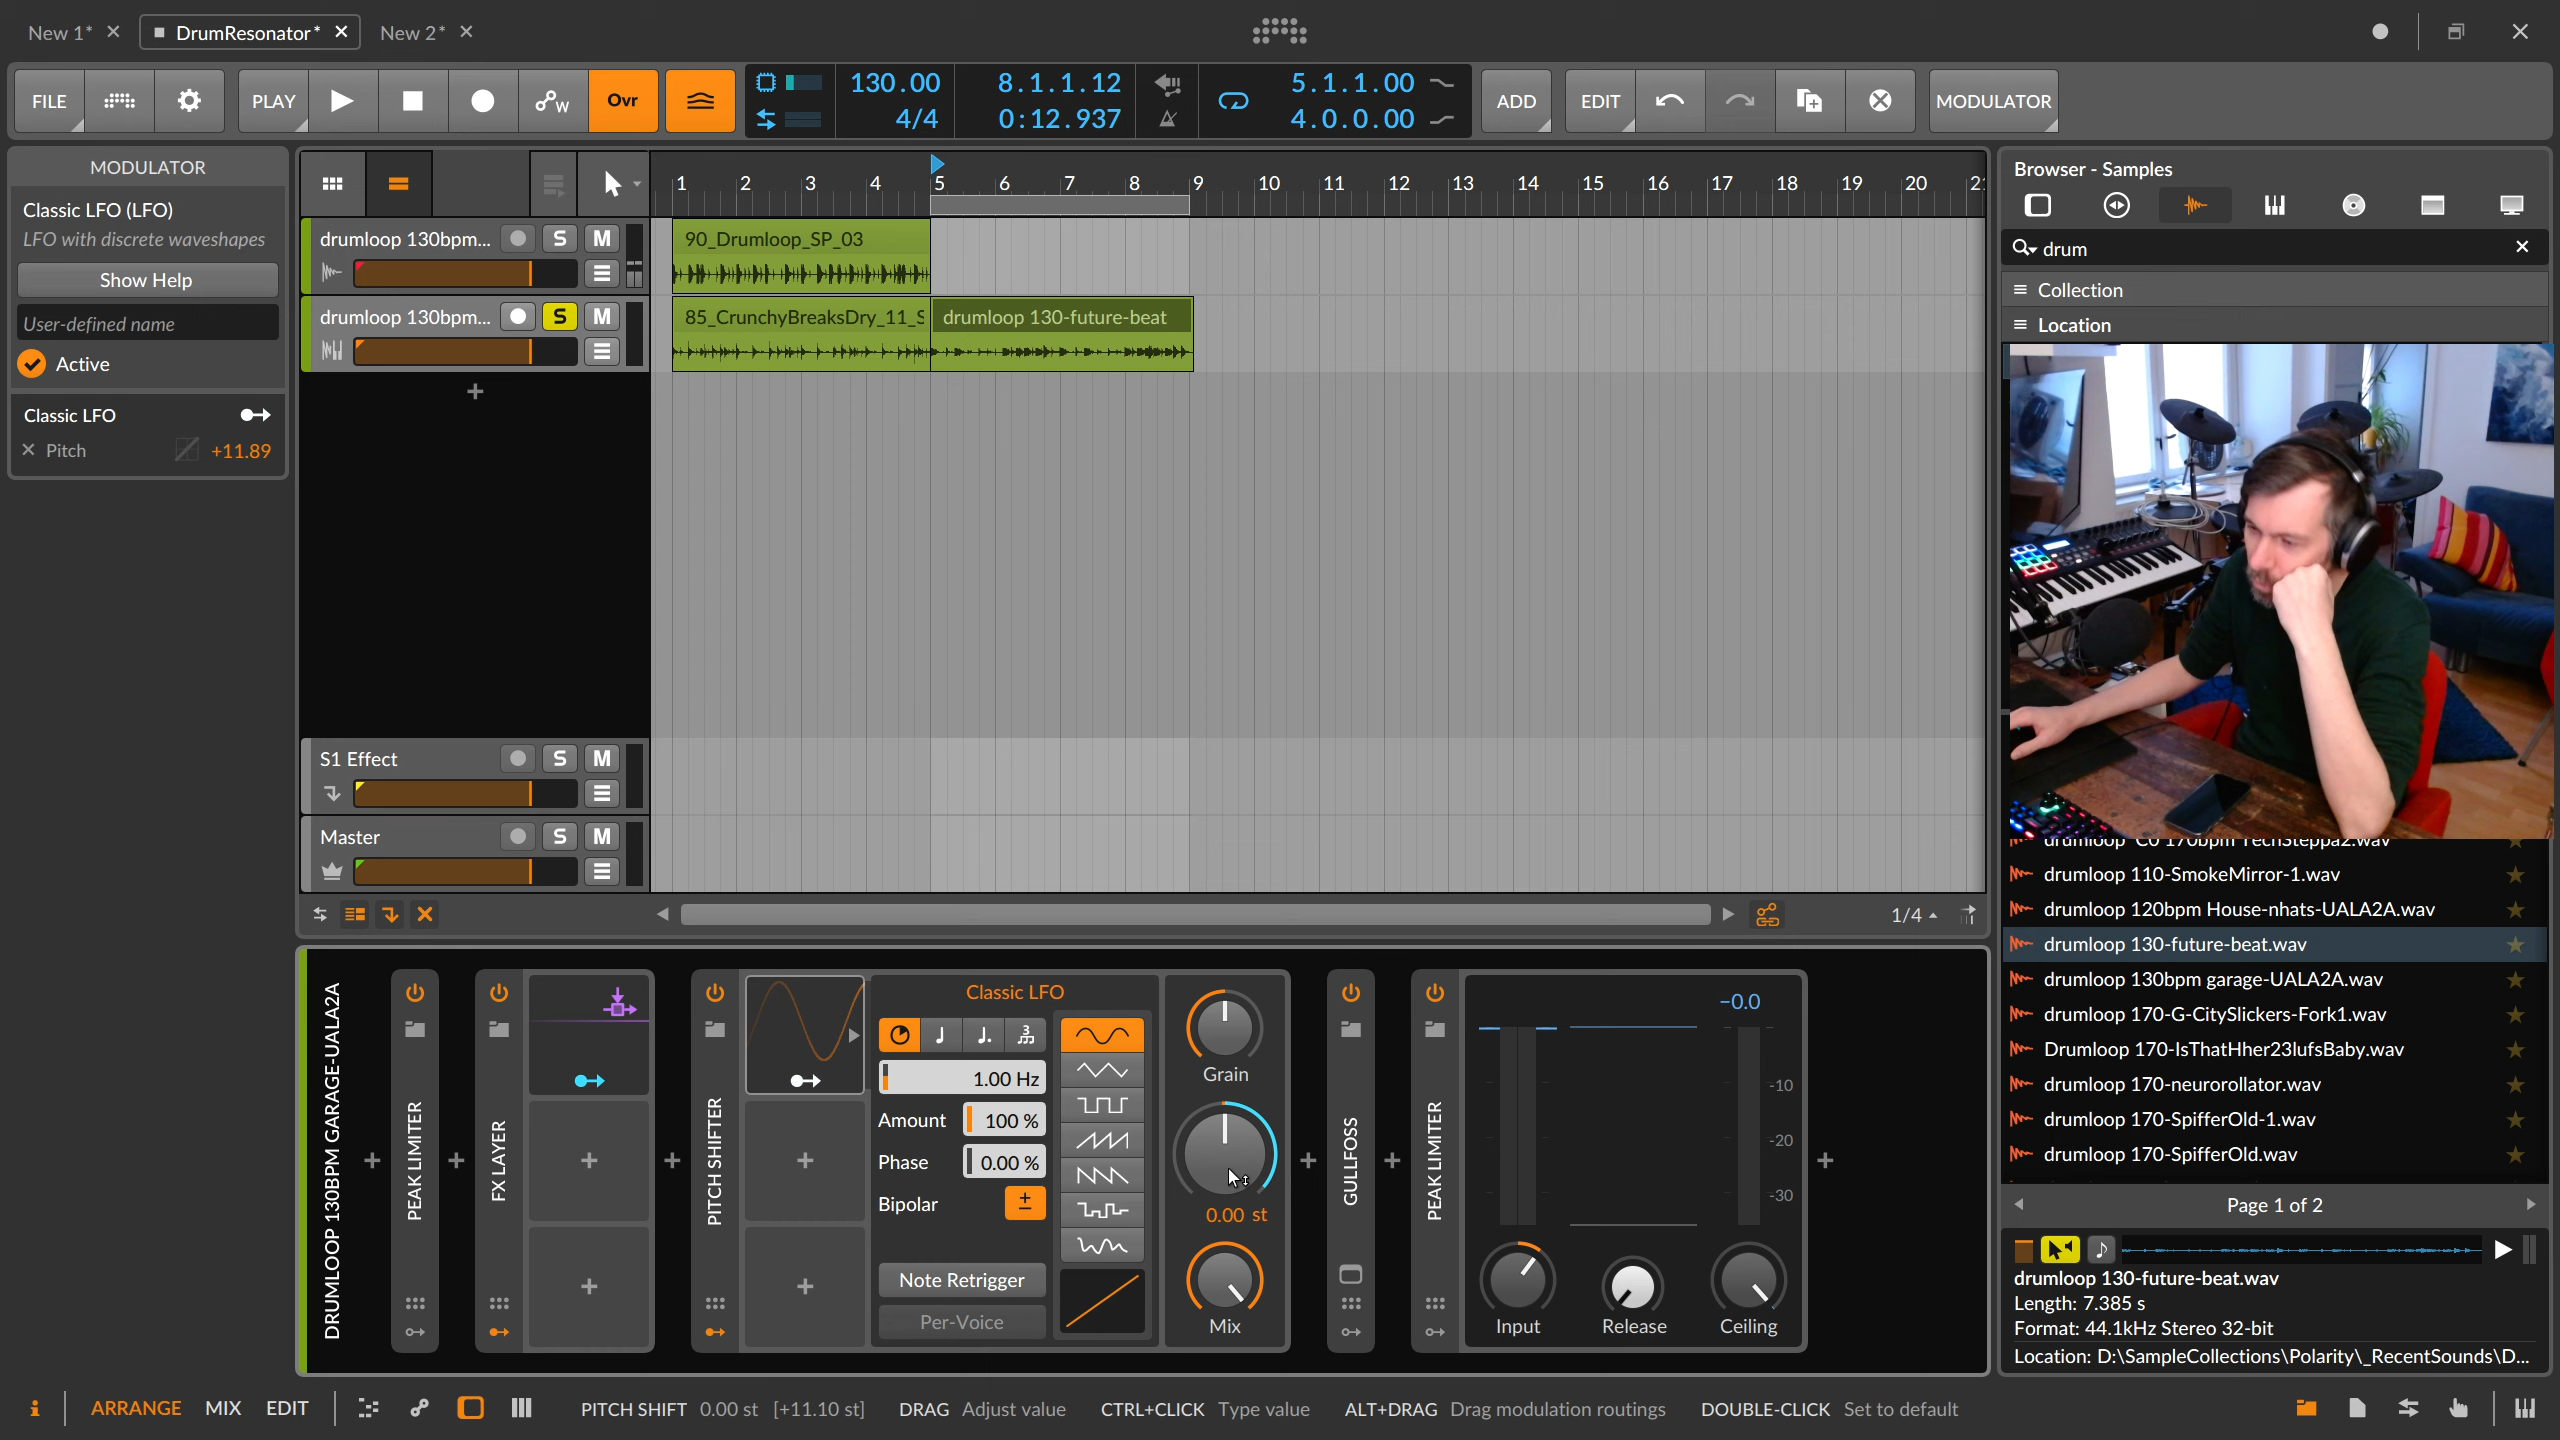 New 1*
DrumResonator*
New 2*
FILE
PLAY
Ovr
130.00
4/4
8.1.1.12
0:12.937
5.1.1.00
4.0.0.00
ADD
EDIT
MODULATOR
MODULATOR
Classic LFO (LFO)
LFO with discrete waveshapes
Show Help
User-defined name
Active
Classic LFO
Pitch
+11.89
1 2 3 4 5 6 7 8 9 10 11 12 13 14 15 16 17 18 19 20
drumloop 130bpm...
S
M
90_Drumloop_SP_03
drumloop 130bpm...
S
M
85_CrunchyBreaksDry_11_S
drumloop 130-future-beat
S1 Effect
S
M
Master
S
M
1/4
Browser - Samples
drum
Collection
Location
drumloop 110-SmokeMirror-1.wav
drumloop 120bpm House-nhats-UALA2A.wav
drumloop 130-future-beat.wav
drumloop 130bpm garage-UALA2A.wav
drumloop 170-G-CitySlickers-Fork1.wav
Drumloop 170-IsThatHher23lufsBaby.wav
drumloop 170-neurorollator.wav
drumloop 170-SpifferOld-1.wav
drumloop 170-SpifferOld.wav
Page 1 of 2
drumloop 130-future-beat.wav
Length: 7.385 s
Format: 44.1kHz Stereo 32-bit
Location: D:\SampleCollections\Polarity\_RecentSounds\D...
DRUMLOOP 130BPM GARAGE-UALA2A
PEAK LIMITER
FX LAYER
PITCH SHIFTER
Classic LFO
3
1.00 Hz
Amount
100 %
Phase
0.00 %
Bipolar
±
Note Retrigger
Per-Voice
Grain
0.00 st
Mix
GULLFOSS
PEAK LIMITER
-0.0
-10
-20
-30
Input
Release
Ceiling
i
ARRANGE
MIX
EDIT
PITCH SHIFT 0.00 st [+11.10 st]
DRAG Adjust value
CTRL+CLICK Type value
ALT+DRAG Drag modulation routings
DOUBLE-CLICK Set to default